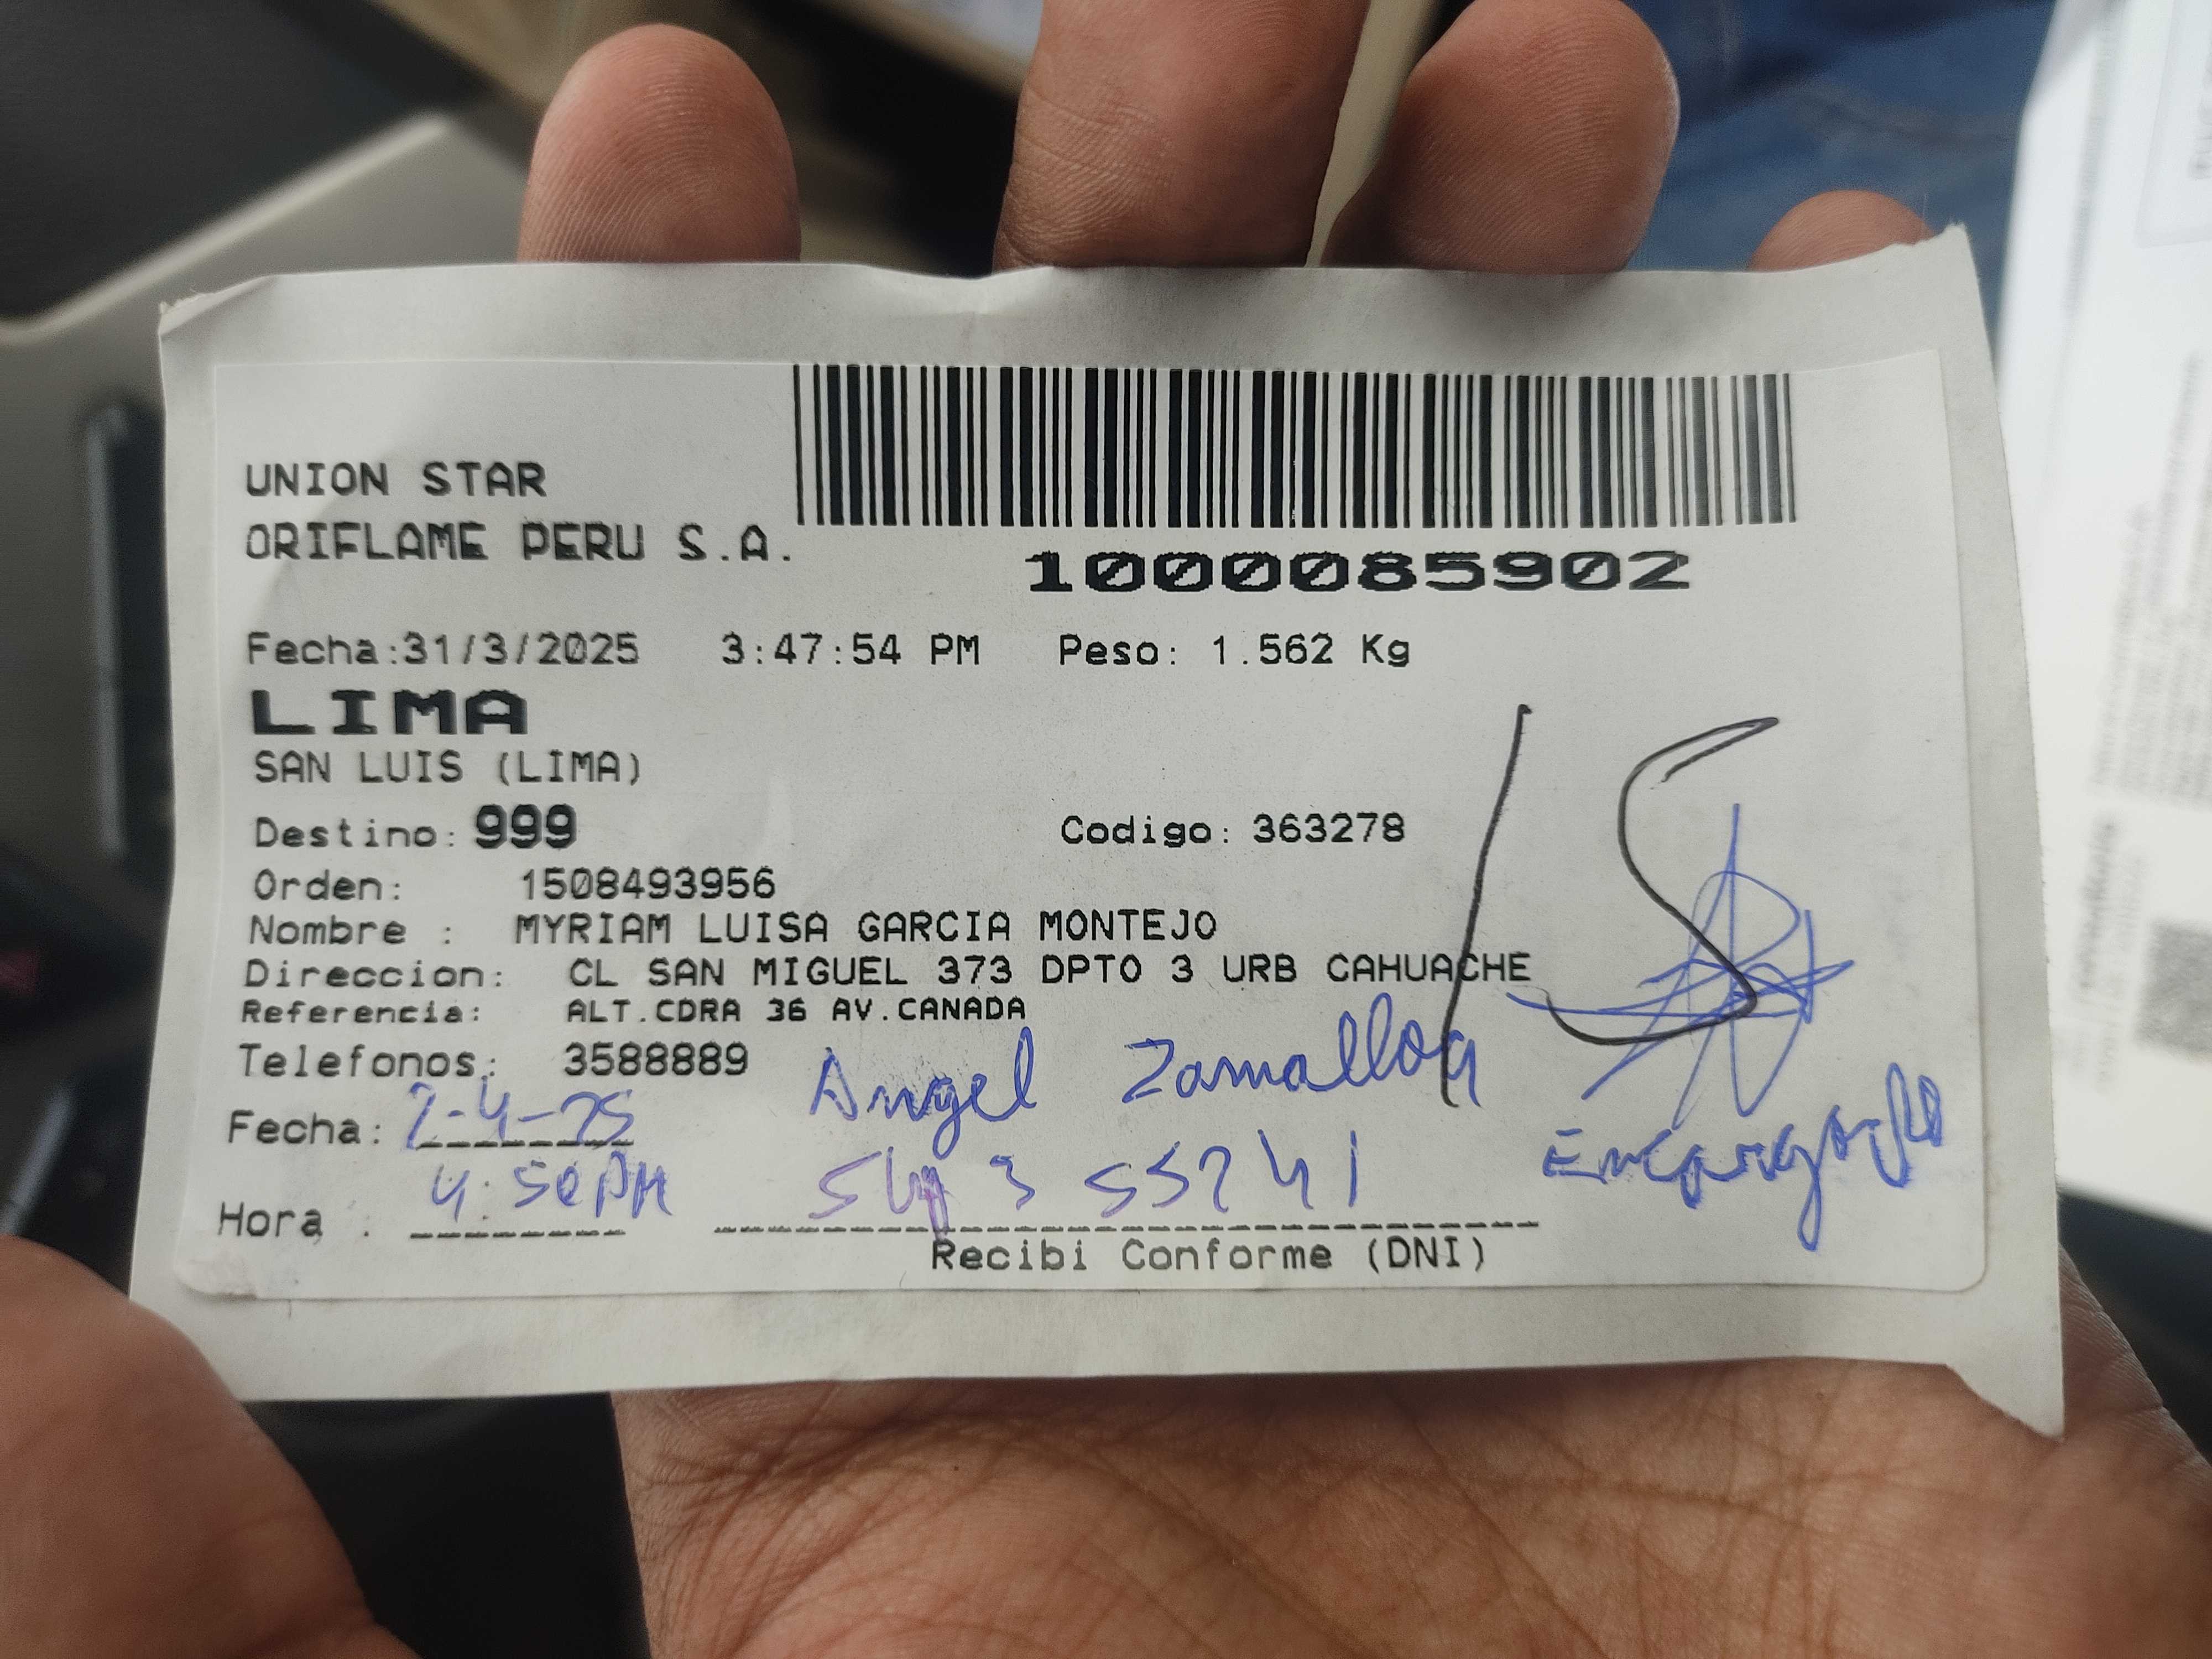 UNION STAR
ORIFLAME PERU S.A.
1000085902
Fecha:31/3/2025 3:47:54 PM Peso: 1.562 Kg
LIMA
SAN LUIS (LIMA)
Destino: 999 Codigo: 363278
Orden: 1508493956
Nombre : MYRIAM LUISA GARCIA MONTEJO
Direccion: CL SAN MIGUEL 373 DPTO 3 URB CAHUACHE
Referencia: ALT.CDRA 36 AV.CANADA
Telefonos: 3588889
Angel Zamalloa
Fecha: 2-4-25
Encargado
Hora : 4:50 PM
Recibi Conforme (DNI)